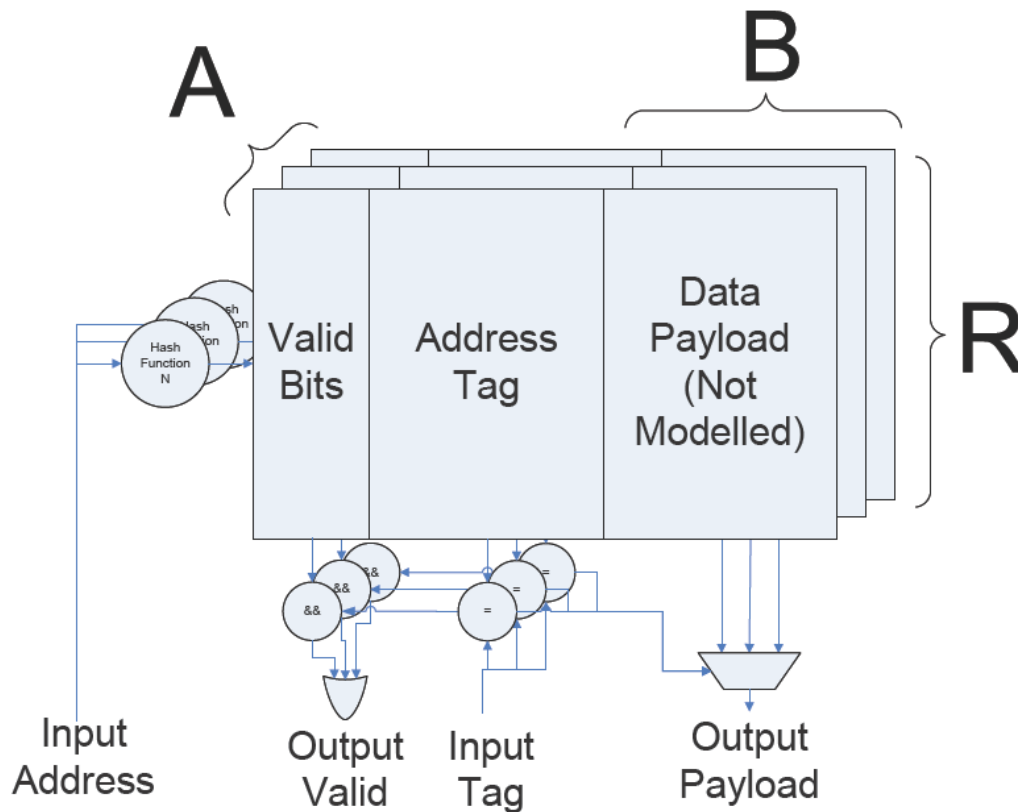 A
B
R
Hash
Function
N
Valid
Bits
Address
Tag
Data
Payload
(Not
Modelled)
&&
&&
&&
=
=
=
Input
Address
Output
Valid
Input
Tag
Output
Payload